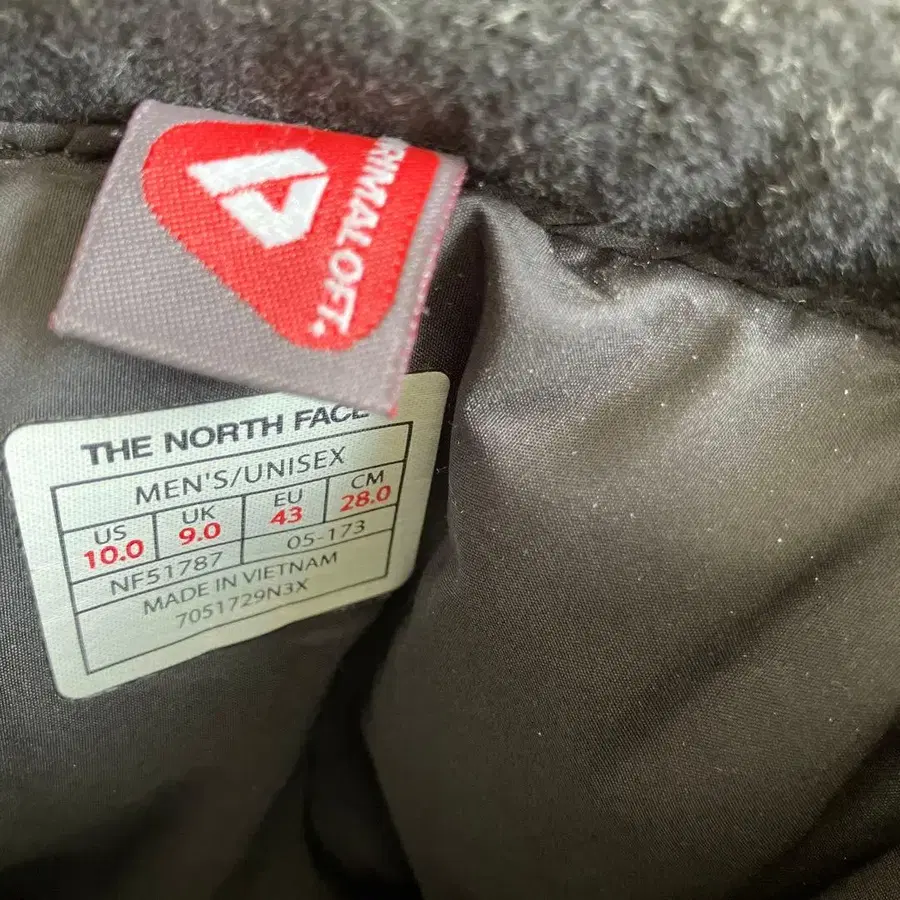 PRIMALOFT.
THE NORTH FACE
MEN'S/UNISEX
US UK EU CM
10.0 9.0 43 28.0
NF51787 05-173
MADE IN VIETNAM
7051729N3X